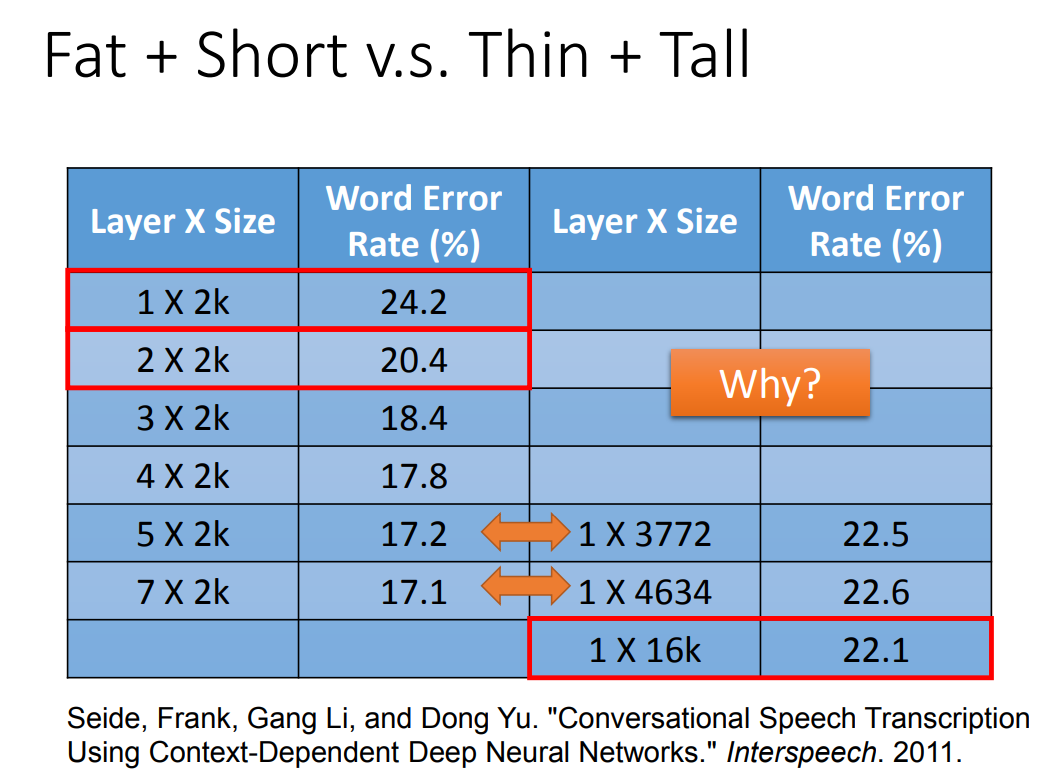 Fat + Short v.s. Thin + Tall
Layer X Size
Word Error
Rate (%)
Layer X Size
Word Error
Rate (%)
1 X 2k 24.2
2 X 2k 20.4
Why?
3 X 2k 18.4
4 X 2k 17.8
5 X 2k 17.2 1 X 3772 22.5
7 X 2k 17.1 1 X 4634 22.6
1 X 16k 22.1
Seide, Frank, Gang Li, and Dong Yu. "Conversational Speech Transcription
Using Context-Dependent Deep Neural Networks." Interspeech. 2011.